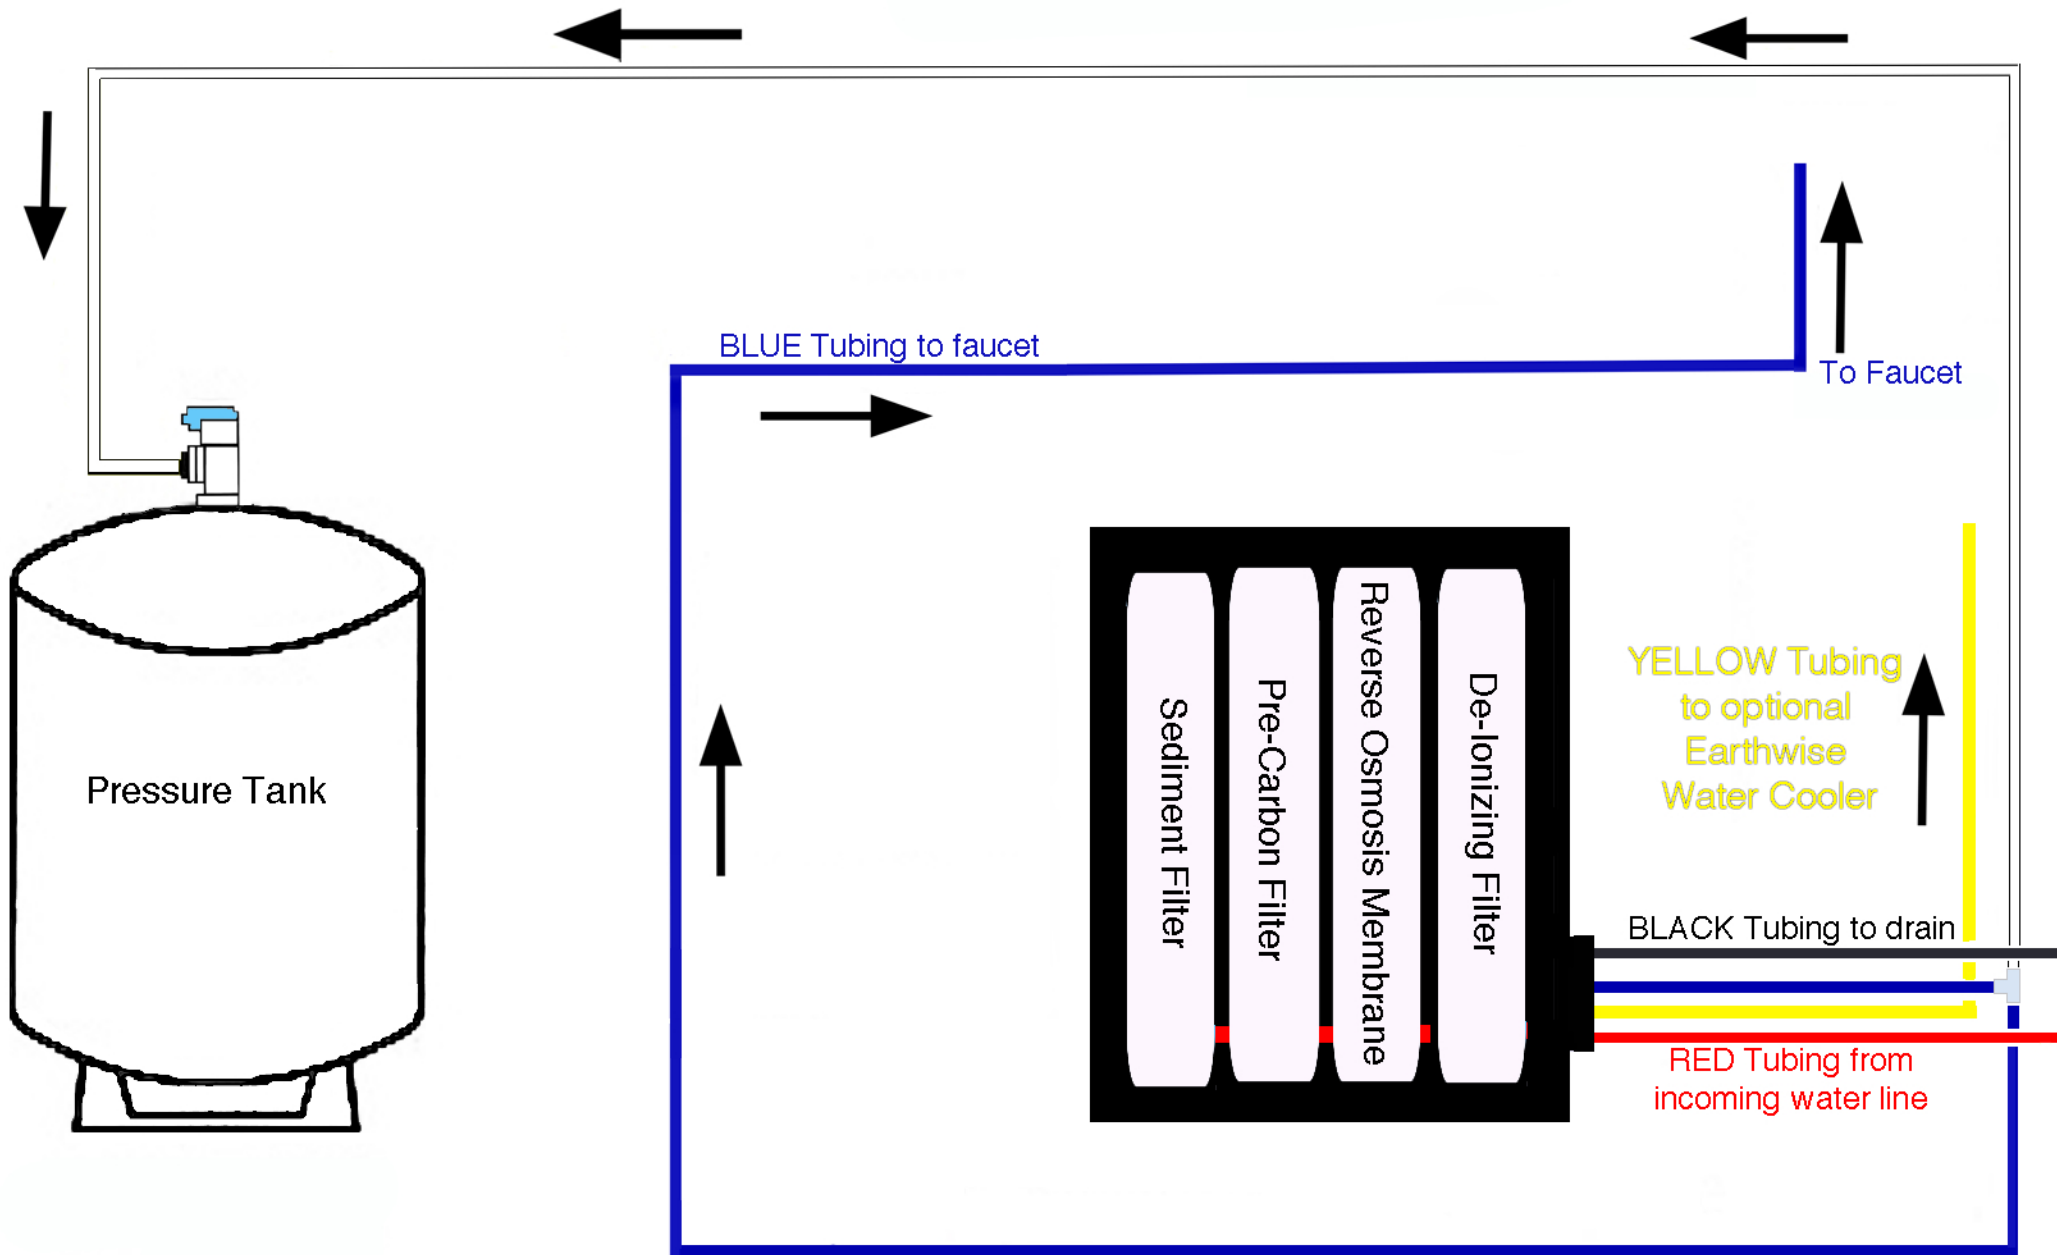 BLUE Tubing to faucet
To Faucet
Pressure Tank
Sediment Filter
Pre-Carbon Filter
Reverse Osmosis Membrane
De-Ionizing Filter
YELLOW Tubing
to optional
Earthwise
Water Cooler
BLACK Tubing to drain
RED Tubing from
incoming water line